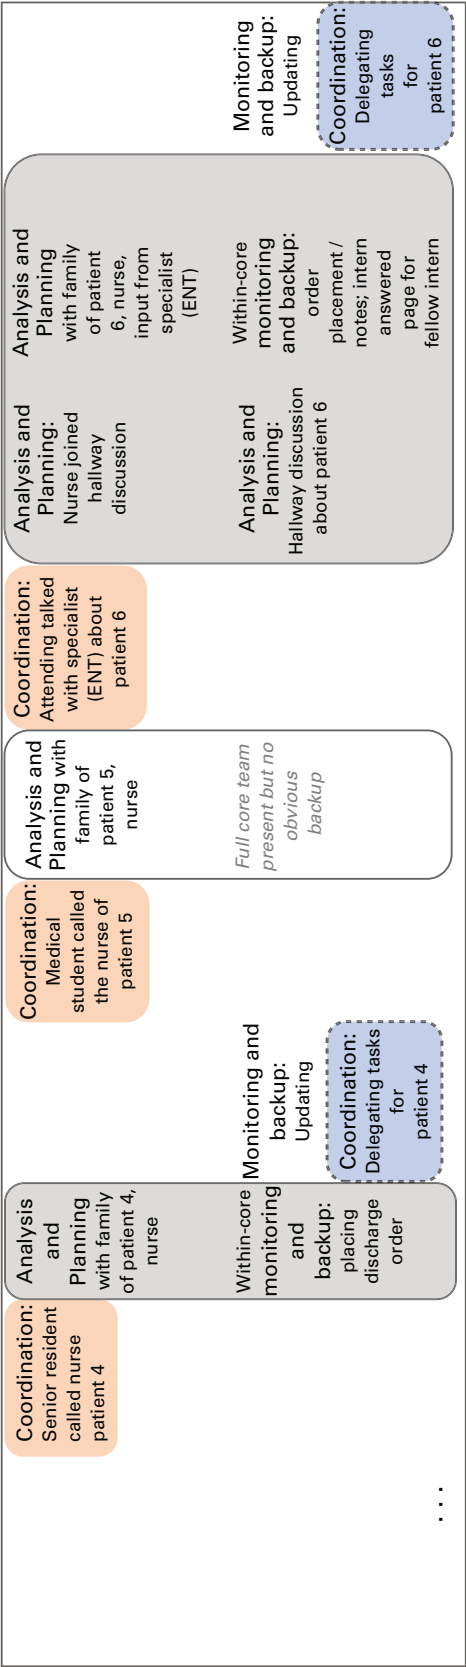 ...
Coordination:
Senior resident
called nurse
patient 4
Analysis
and
Planning
with family
of patient 4,
nurse
Within-core
monitoring
and
backup:
placing
discharge
order
Monitoring and
backup:
Updating
Coordination:
Delegating tasks
for
patient 4
Coordination:
Medical
student called
the nurse of
patient 5
Analysis and
Planning with
family of
patient 5,
nurse
Full core team
present but no
obvious
backup
Coordination:
Attending talked
with specialist
(ENT) about
patient 6
Analysis and
Planning:
Nurse joined
hallway
discussion
Analysis and
Planning:
Hallway discussion
about patient 6
Analysis and
Planning
with family
of patient
6, nurse,
input from
specialist
(ENT)
Within-core
monitoring
and backup:
order
placement /
notes; intern
answered
page for
fellow intern
Monitoring
and backup:
Updating
Coordination:
Delegating
tasks
for
patient 6